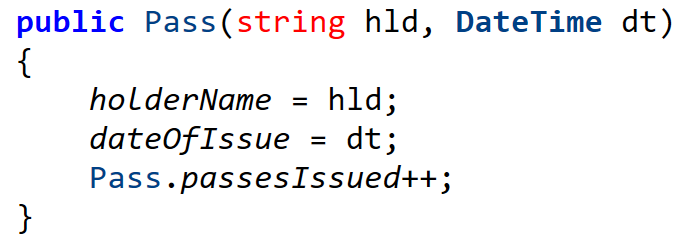 public Pass(string hld, DateTime dt)
{
    holderName = hld;
    dateOfIssue = dt;
    Pass.passesIssued++;
}